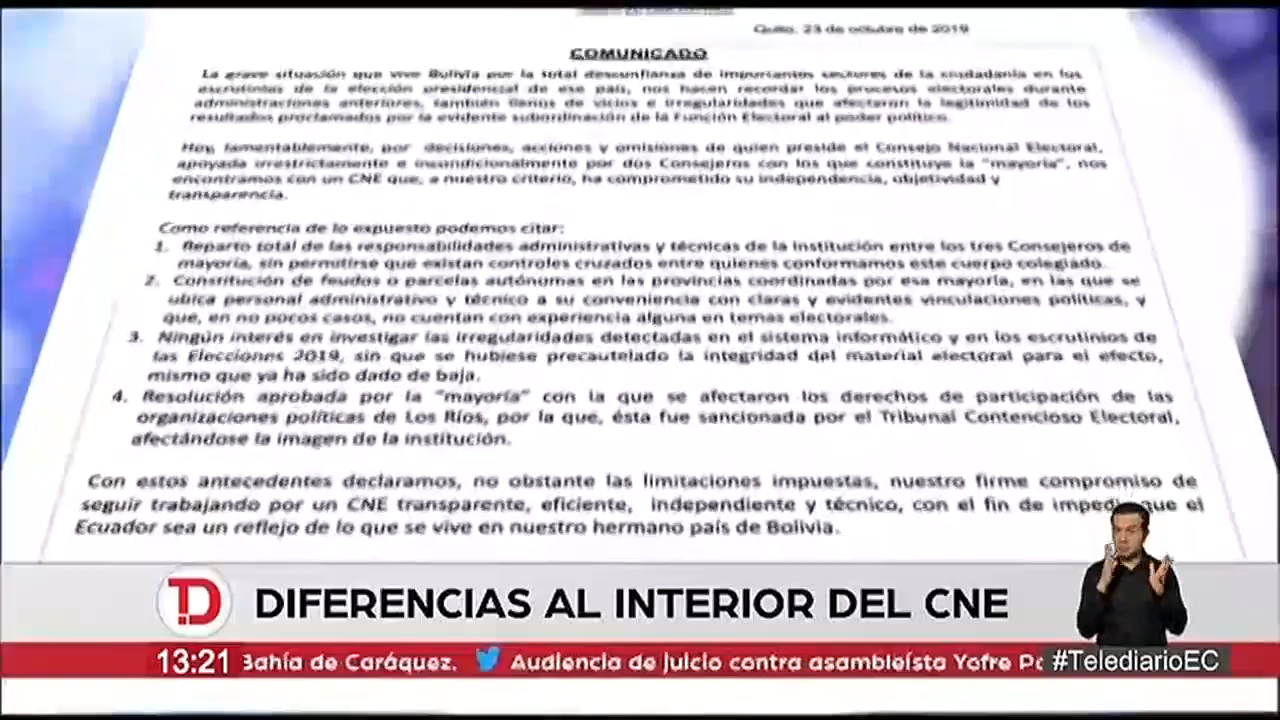 Quito, 23 de octubre de 2019
COMUNICADO
La grave situación que vive Bolivia por la total desconfianza de importantes sectores de la ciudadanía en los
escrutinios de la elección presidencial de ese país, nos hacen recordar los procesos electorales durante
administraciones anteriores, también llenos de vicios e irregularidades que afectaron la legitimidad de los
resultados proclamados por la evidente subordinación de la Función Electoral al poder político.
Hoy, lamentablemente, por decisiones, acciones y omisiones de quien preside el Consejo Nacional Electoral,
apoyada irrestrictamente e incondicionalmente por dos Consejeros con los que constituye la "mayoría", nos
encontramos con un CNE que, a nuestro criterio, ha comprometido su independencia, objetividad y
transparencia.
Como referencia de lo expuesto podemos citar:
1. Reparto total de las responsabilidades administrativas y técnicas de la institución entre los tres Consejeros de
mayoría, sin permitirse que existan controles cruzados entre quienes conformamos este cuerpo colegiado.
2. Constitución de feudos o parcelas autónomas en las provincias coordinadas por esa mayoría, en las que se
ubica personal administrativo y técnico a su conveniencia con claras y evidentes vinculaciones políticas, y
que, en no pocos casos, no cuentan con experiencia alguna en temas electorales.
3. Ningún interés en investigar las irregularidades detectadas en el sistema informático y en los escrutinios de
las Elecciones 2019, sin que se hubiese precautelado la integridad del material electoral para el efecto,
mismo que ya ha sido dado de baja.
4. Resolución aprobada por la "mayoría" con la que se afectaron los derechos de participación de las
organizaciones políticas de Los Ríos, por la que, ésta fue sancionada por el Tribunal Contencioso Electoral,
afectándose la imagen de la institución.
Con estos antecedentes declaramos, no obstante las limitaciones impuestas, nuestro firme compromiso de
seguir trabajando por un CNE transparente, eficiente, independiente y técnico, con el fin de impedir que el
Ecuador sea un reflejo de lo que se vive en nuestro hermano país de Bolivia.
TD DIFERENCIAS AL INTERIOR DEL CNE
13:21 Bahía de Caráquez. Audiencia de juicio contra asambleísta Yofre Po #TelediarioEC